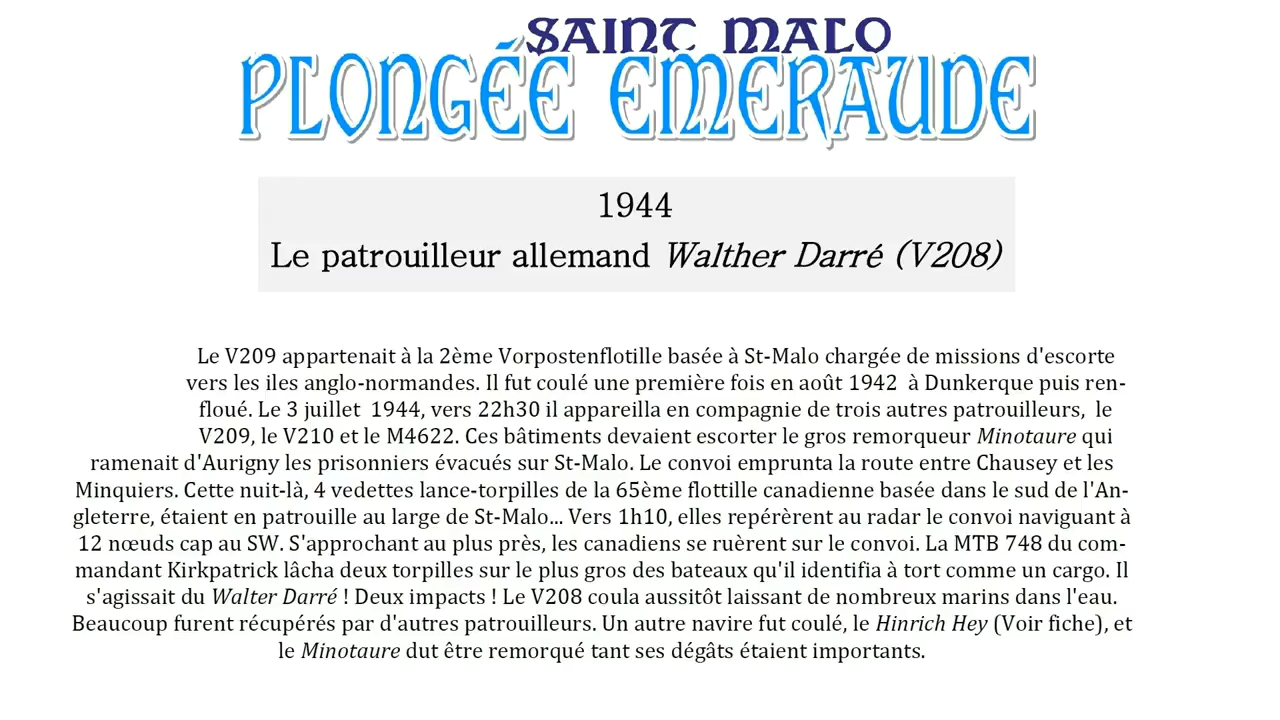 SAINT MALO
PLONGÉE EMERAUDE
1944
Le patrouilleur allemand Walther Darré (V208)
Le V209 appartenait à la 2ème Vorpostenflotille basée à St-Malo chargée de missions d'escorte
vers les iles anglo-normandes. Il fut coulé une première fois en août 1942 à Dunkerque puis ren-
floué. Le 3 juillet 1944, vers 22h30 il appareilla en compagnie de trois autres patrouilleurs, le
V209, le V210 et le M4622. Ces bâtiments devaient escorter le gros remorqueur Minotaure qui
ramenait d'Aurigny les prisonniers évacués sur St-Malo. Le convoi emprunta la route entre Chausey et les
Minquiers. Cette nuit-là, 4 vedettes lance-torpilles de la 65ème flottille canadienne basée dans le sud de l'An-
gleterre, étaient en patrouille au large de St-Malo... Vers 1h10, elles repérèrent au radar le convoi naviguant à
12 nœuds cap au SW. S'approchant au plus près, les canadiens se ruèrent sur le convoi. La MTB 748 du com-
mandant Kirkpatrick lâcha deux torpilles sur le plus gros des bateaux qu'il identifia à tort comme un cargo. Il
s'agissait du Walter Darré ! Deux impacts ! Le V208 coula aussitôt laissant de nombreux marins dans l'eau.
Beaucoup furent récupérés par d'autres patrouilleurs. Un autre navire fut coulé, le Hinrich Hey (Voir fiche), et
le Minotaure dut être remorqué tant ses dégâts étaient importants.